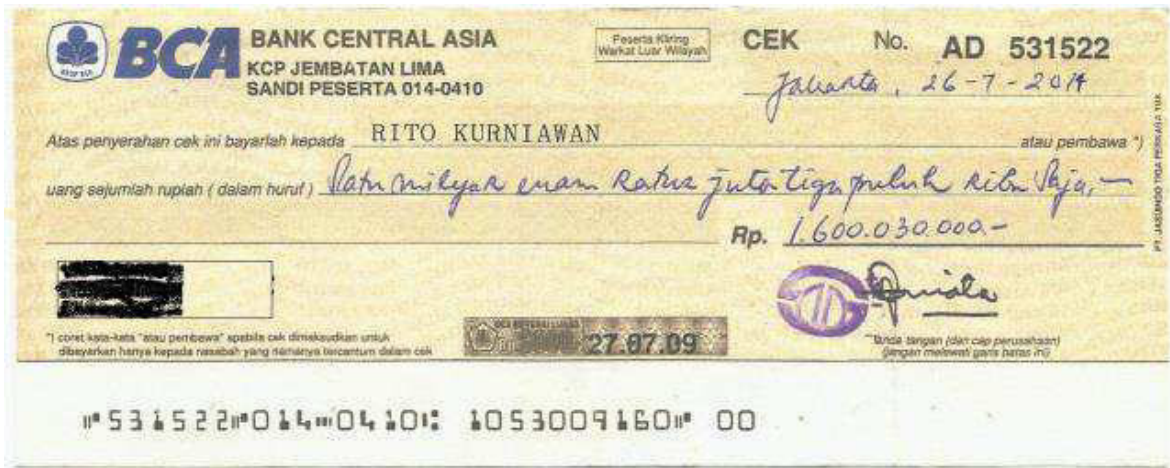 BCA BANK CENTRAL ASIA
KCP JEMBATAN LIMA
SANDI PESERTA 014-0410
Peserta Kliring
Warkat Luar Wilayah
CEK No. AD 531522
Jakarta, 26-7-2014
Atas penyerahan cek ini bayarlah kepada RITO KURNIAWAN atau pembawa *)
uang sejumlah rupiah ( dalam huruf ) Satu milyar enam Ratus juta tiga puluh Ribu Saja,-
Rp. 1.600.030.000.-
*) coret kata-kata "atau pembawa" apabila cek dimaksudkan untuk
dibayarkan hanya kepada nasabah yang namanya tercantum dalam cek
27.07.09
Tanda tangan (dan cap perusahaan)
(jangan melewati garis batas ini)
PT. JASUINDO TIGA PERKASA TBK
531522 014 0410 1053009160 00